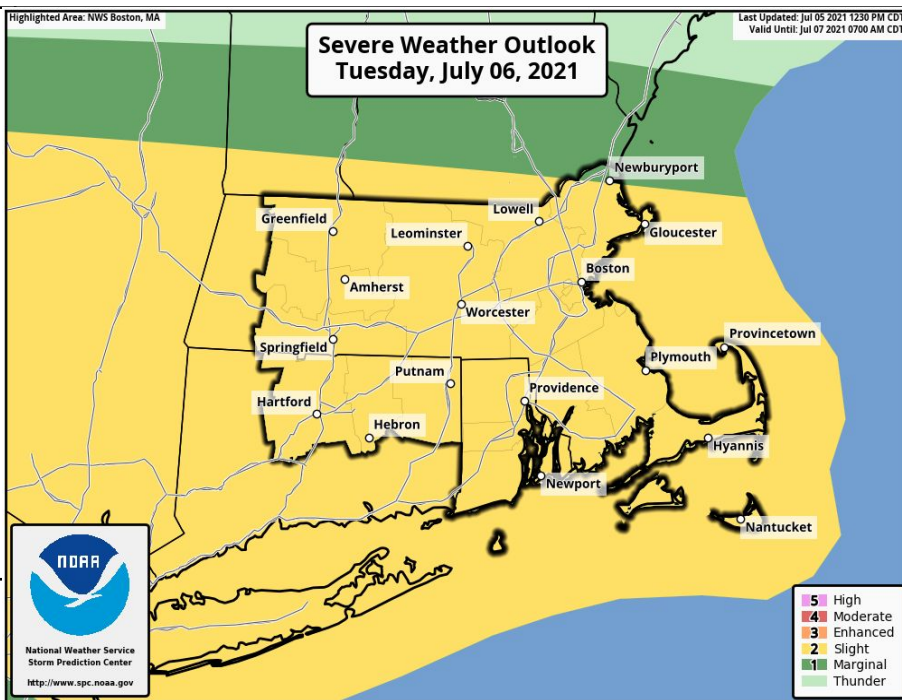 Highlighted Area: NWS Boston, MA
Last Updated: Jul 05 2021 1230 PM CDT
Valid Until: Jul 07 2021 0700 AM CDT
Severe Weather Outlook
Tuesday, July 06, 2021
Newburyport
Lowell
Greenfield
Leominster
Gloucester
Boston
Amherst
Worcester
Provincetown
Springfield
Plymouth
Putnam
Providence
Hartford
Hebron
Hyannis
Newport
Nantucket
NOAA
National Weather Service
Storm Prediction Center
http://www.spc.noaa.gov
5 High
4 Moderate
3 Enhanced
2 Slight
1 Marginal
Thunder